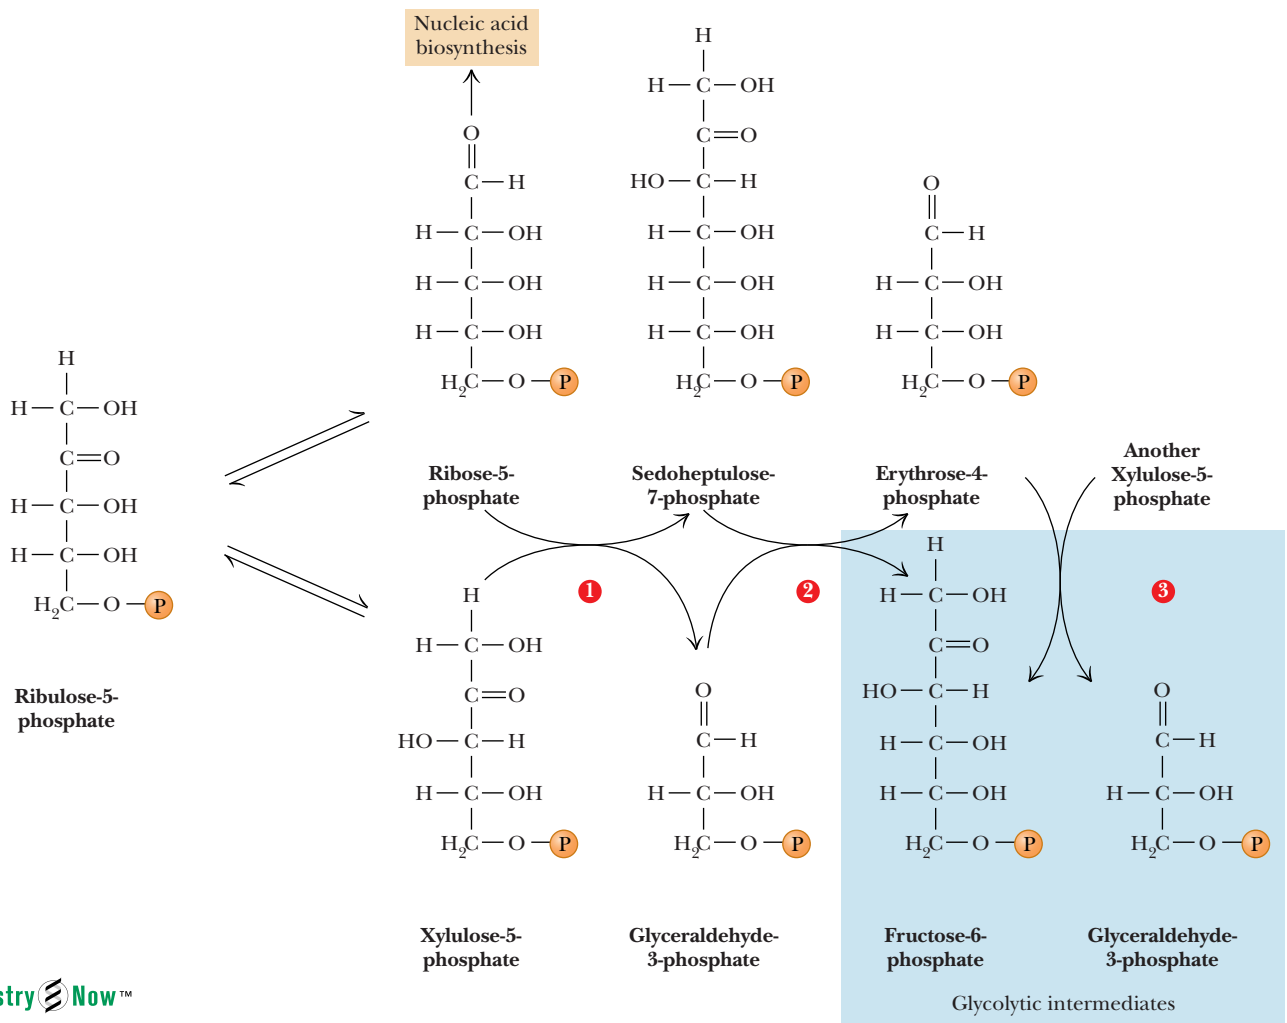 Nucleic acid
biosynthesis
O
C—H
H—C—OH
H—C—OH
H—C—OH
H2C—O—P
Ribose-5-
phosphate
H
H—C—OH
C=O
HO—C—H
H—C—OH
H—C—OH
H—C—OH
H2C—O—P
Sedoheptulose-
7-phosphate
O
C—H
H—C—OH
H—C—OH
H2C—O—P
Erythrose-4-
phosphate
Another
Xylulose-5-
phosphate
H
H—C—OH
C=O
H—C—OH
H—C—OH
H2C—O—P
Ribulose-5-
phosphate
1
2
3
H
H—C—OH
C=O
HO—C—H
H—C—OH
H2C—O—P
Xylulose-5-
phosphate
O
C—H
H—C—OH
H2C—O—P
Glyceraldehyde-
3-phosphate
H
H—C—OH
C=O
HO—C—H
H—C—OH
H—C—OH
H2C—O—P
Fructose-6-
phosphate
O
C—H
H—C—OH
H2C—O—P
Glyceraldehyde-
3-phosphate
Glycolytic intermediates
stry Now™